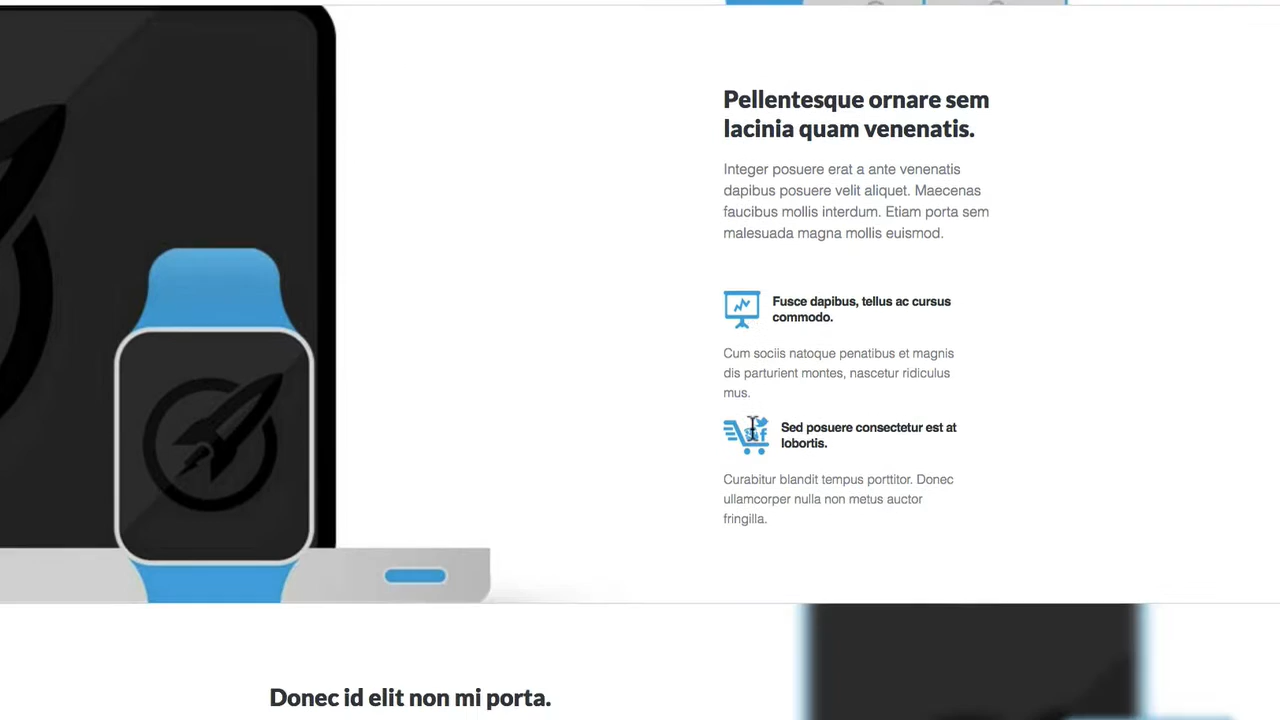 Pellentesque ornare sem
lacinia quam venenatis.
Integer posuere erat a ante venenatis
dapibus posuere velit aliquet. Maecenas
faucibus mollis interdum. Etiam porta sem
malesuada magna mollis euismod.
Fusce dapibus, tellus ac cursus
commodo.
Cum sociis natoque penatibus et magnis
dis parturient montes, nascetur ridiculus
mus.
Sed posuere consectetur est at
lobortis.
Curabitur blandit tempus porttitor. Donec
ullamcorper nulla non metus auctor
fringilla.
Donec id elit non mi porta.